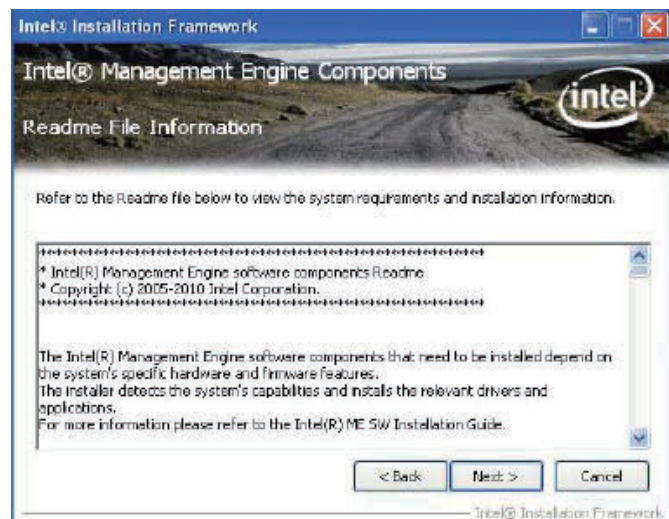 Intel® Installation Framework
Intel® Management Engine Components
intel
Readme File Information
Refer to the Readme file below to view the system requirements and installation information.
*******************************************************************
* Intel(R) Management Engine software components Readme
* Copyright (c) 2005-2010 Intel Corporation.
*******************************************************************
The Intel(R) Management Engine software components that need to be installed depend on
the system's specific hardware and firmware features.
The installer detects the system's capabilities and installs the relevant drivers and
applications.
For more information please refer to the Intel(R) ME SW Installation Guide.
< Back Next > Cancel
Intel® Installation Framework